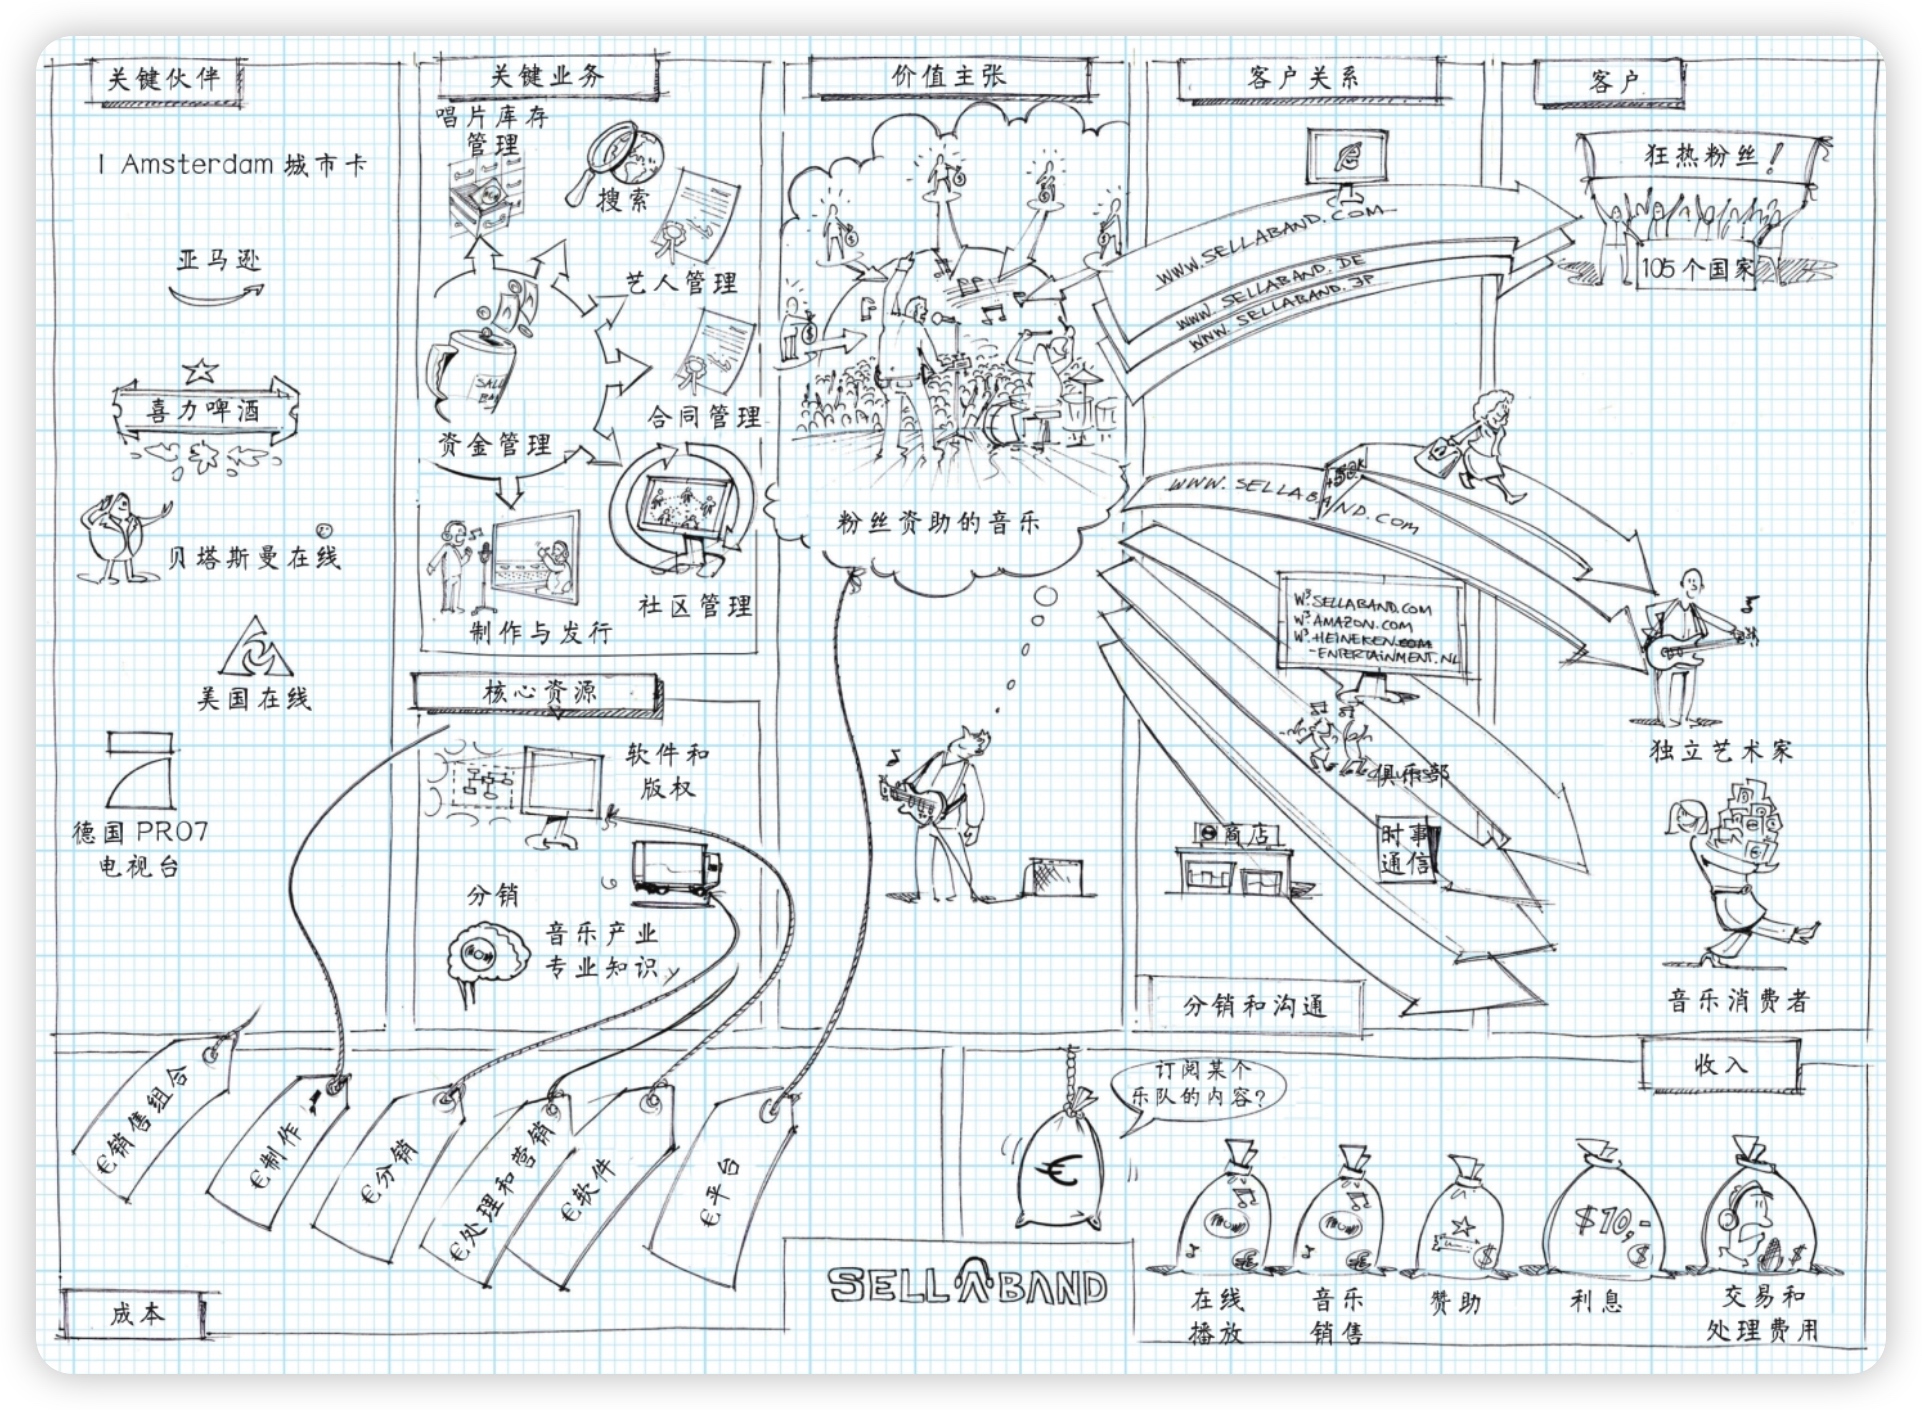 关键伙伴
I Amsterdam 城市卡
亚马逊
喜力啤酒
贝塔斯曼在线
美国在线
德国 PRO7
电视台
关键业务
唱片库存
管理
搜索
艺人管理
合同管理
资金管理
社区管理
制作与发行
核心资源
软件和
版权
分销
音乐产业
专业知识
价值主张
粉丝资助的音乐
客户关系
WWW.SELLABAND.COM
WWW.SELLABAND.DE
WWW.SELLABAND.JP
WWW.SELLABAND.COM
W³.SELLABAND.COM
W³.AMAZON.COM
W³.HEINEKEN
-ENTERTAINMENT.NL
俱乐部
商店
时事
通信
分销和沟通
客户
狂热粉丝！
105 个国家
独立艺术家
音乐消费者
€销售组合
€制作
€分销
€处理和营销
€软件
€平台
成本
SELLABAND
收入
订阅某个
乐队的内容？
€
在线
播放
音乐
销售
赞助
$
$10,-
$
利息
$
交易和
处理费用